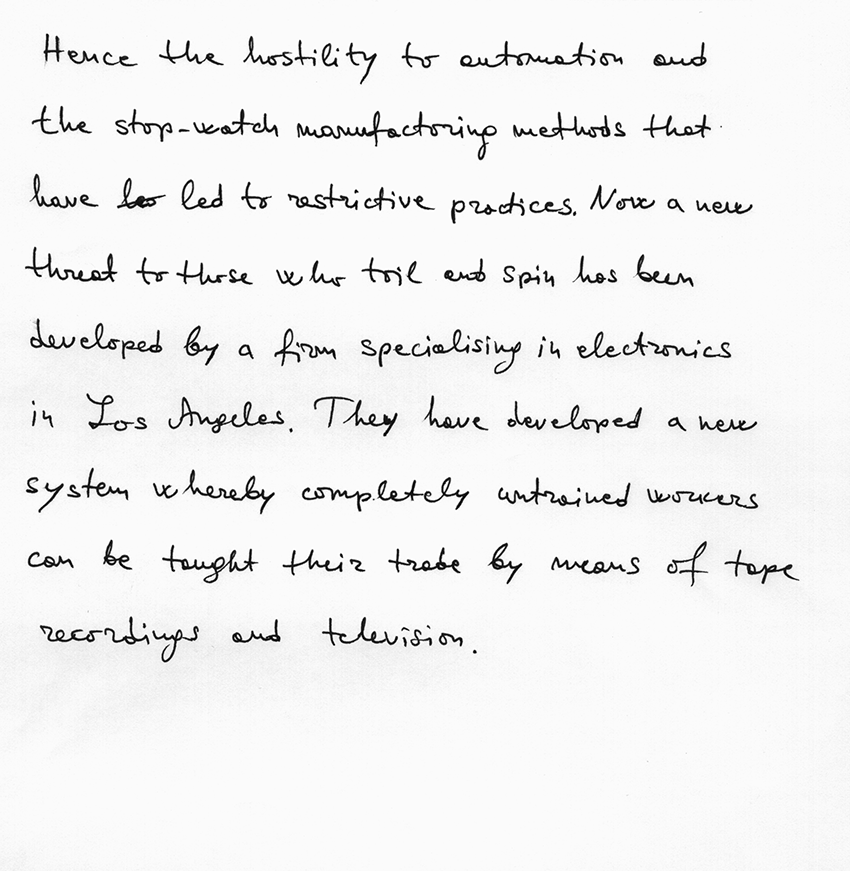 Hence the hostility to automation and
the stop-watch manufactoring methods that
have led to restrictive practices. Now a new
threat to those who toil and spin has been
developed by a firm specialising in electronics
in Los Angeles. They have developed a new
system whereby completely untrained workers
can be taught their trade by means of tape
recordings and television.